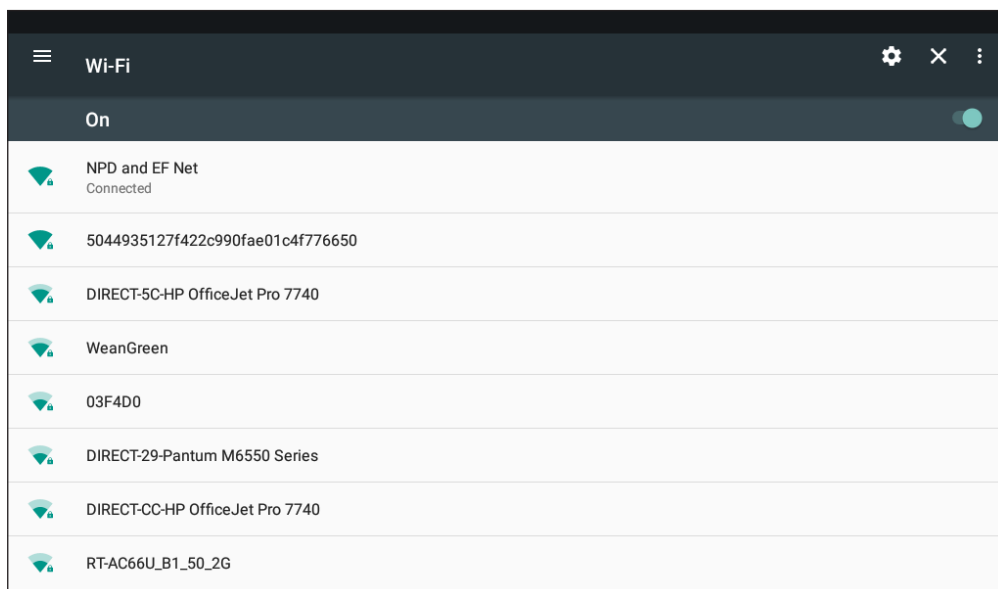 Wi-Fi
On
NPD and EF Net
Connected
5044935127f422c990fae01c4f776650
DIRECT-5C-HP OfficeJet Pro 7740
WeanGreen
03F4D0
DIRECT-29-Pantum M6550 Series
DIRECT-CC-HP OfficeJet Pro 7740
RT-AC66U_B1_50_2G